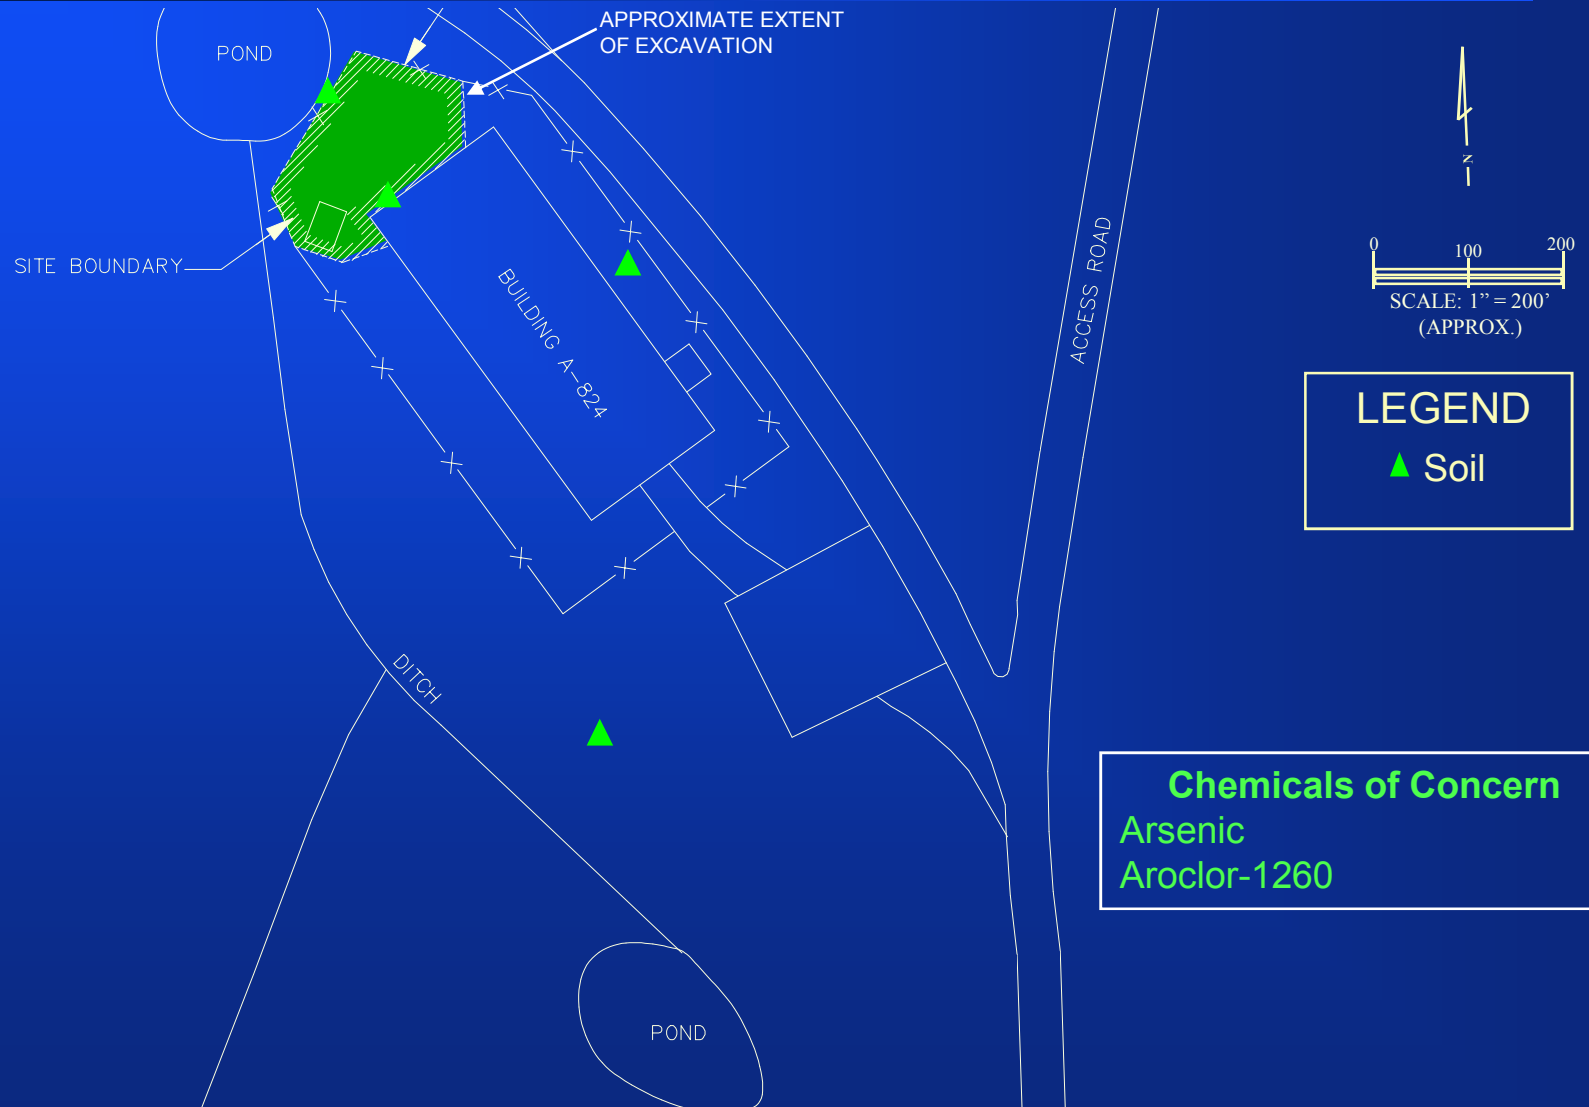 APPROXIMATE EXTENT
OF EXCAVATION
POND
SITE BOUNDARY
BUILDING A-824
ACCESS ROAD
N
0 100 200
SCALE: 1” = 200’
(APPROX.)
LEGEND
Soil
DITCH
Chemicals of Concern
Arsenic
Aroclor-1260
POND